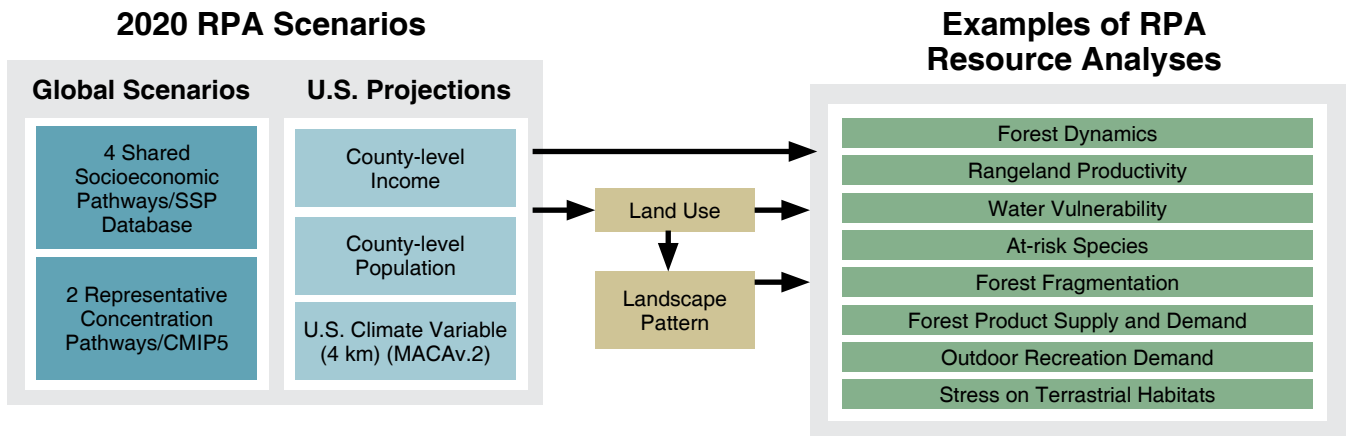 2020 RPA Scenarios
Global Scenarios
4 Shared
Socioeconomic
Pathways/SSP
Database
2 Representative
Concentration
Pathways/CMIP5
U.S. Projections
County-level
Income
County-level
Population
U.S. Climate Variable
(4 km) (MACAv.2)
Land Use
Landscape
Pattern
Examples of RPA
Resource Analyses
Forest Dynamics
Rangeland Productivity
Water Vulnerability
At-risk Species
Forest Fragmentation
Forest Product Supply and Demand
Outdoor Recreation Demand
Stress on Terrastrial Habitats